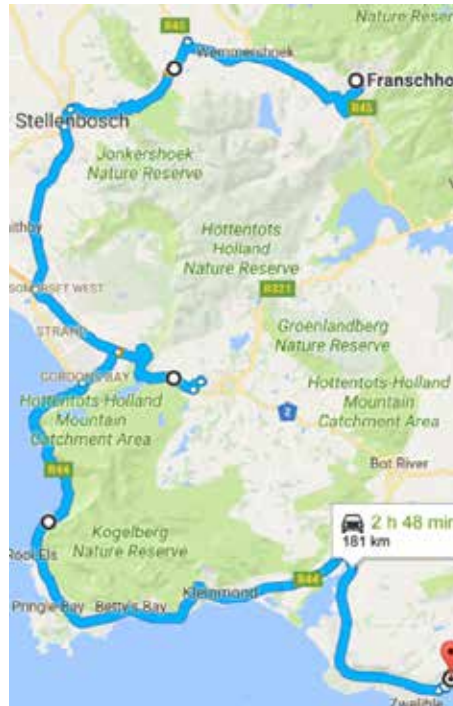 Nature Reser
R45
Wemmershoek
Franschho
R45
Stellenbosch
Jonkershoek
Nature Reserve
Hottentots
Holland
Nature Reserve
SOMERSET WEST
R321
STRAND
Groenlandberg
Nature Reserve
GORDONS BAY
Hottentots-Holland
Mountain
Catchment Area
Hottentots-Holland
Mountain
Catchment Area
2
Bot River
R44
2 h 48 min
181 km
Kogelberg
Nature Reserve
Rooi-Els
R44
Kleinmond
Pringle Bay
Bettys Bay
Zwelihle